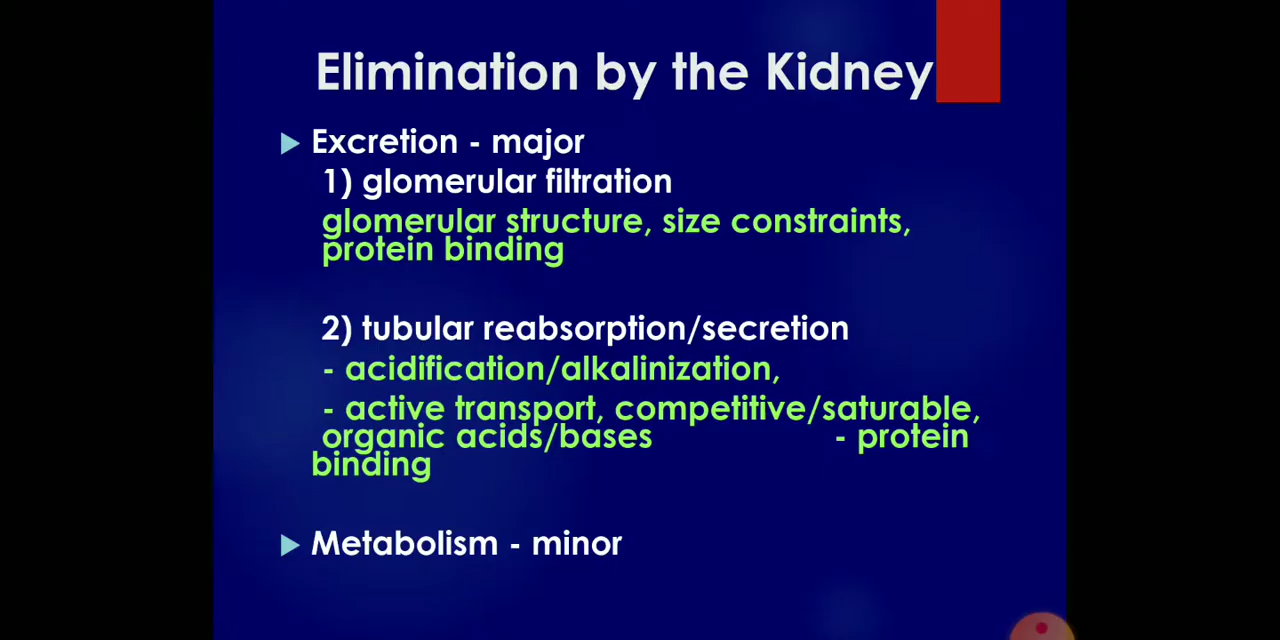 Elimination by the Kidney
Excretion - major
1) glomerular filtration
glomerular structure, size constraints,
protein binding
2) tubular reabsorption/secretion
- acidification/alkalinization,
- active transport, competitive/saturable,
organic acids/bases - protein
binding
Metabolism - minor